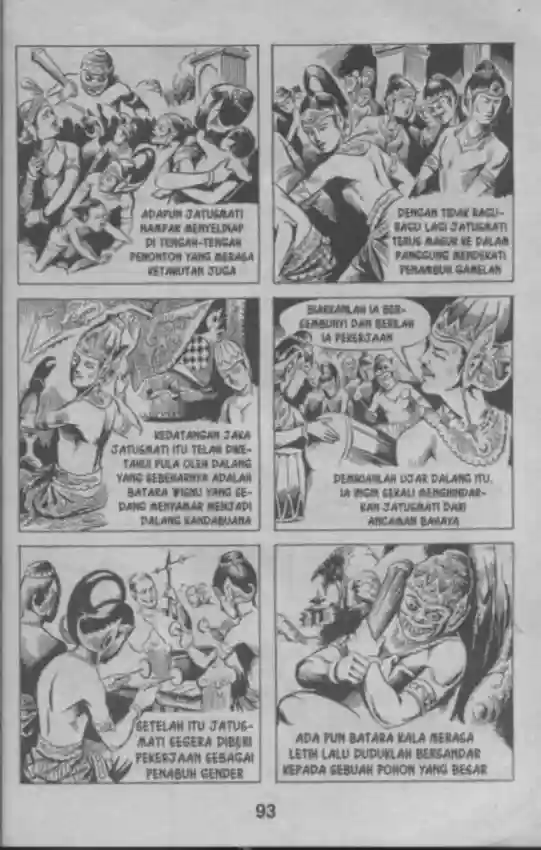 ADAPUN JATUSMATI
NAMPAK MENYELINAP
DI TENGAH-TENGAH
PENONTON YANG MERASA
KETAKUTAN JUGA
DENGAN TIDAK RAGU-
RAGU LAGI JATUSMATI
TERUS MASUK KE DALAM
PANGGUNG MENDEKATI
PENABUH GAMELAN
KEDATANGAN JAKA
JATUSMATI ITU TELAH DIKE-
TAHUI PULA OLEH DALANG
YANG SEBENARNYA ADALAH
BATARA WISNU YANG SE-
DANG MENYAMAR MENJADI
DALANG KANDABUANA
BIARKANLAH IA BER-
SEMBUNYI DAN BERILAH
IA PEKERJAAN
DEMIKIANLAH UJAR DALANG ITU.
IA INGIN SEKALI MENGHINDAR-
KAN JATUSMATI DARI
ANCAMAN BAHAYA
SETELAH ITU JATUS-
MATI SEGERA DIBERI
PEKERJAAN SEBAGAI
PENABUH GENDER
ADA PUN BATARA KALA MERASA
LETIH LALU DUDUKLAH BERSANDAR
KEPADA SEBUAH POHON YANG BESAR
93